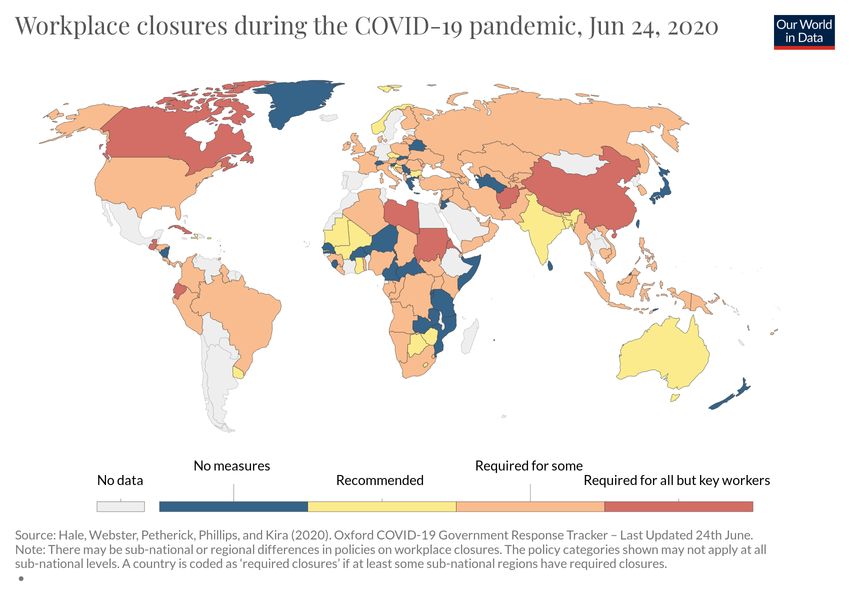 Workplace closures during the COVID-19 pandemic, Jun 24, 2020
Our World
in Data
No data
No measures
Recommended
Required for some
Required for all but key workers
Source: Hale, Webster, Petherick, Phillips, and Kira (2020). Oxford COVID-19 Government Response Tracker – Last Updated 24th June.
Note: There may be sub-national or regional differences in policies on workplace closures. The policy categories shown may not apply at all
sub-national levels. A country is coded as 'required closures' if at least some sub-national regions have required closures.